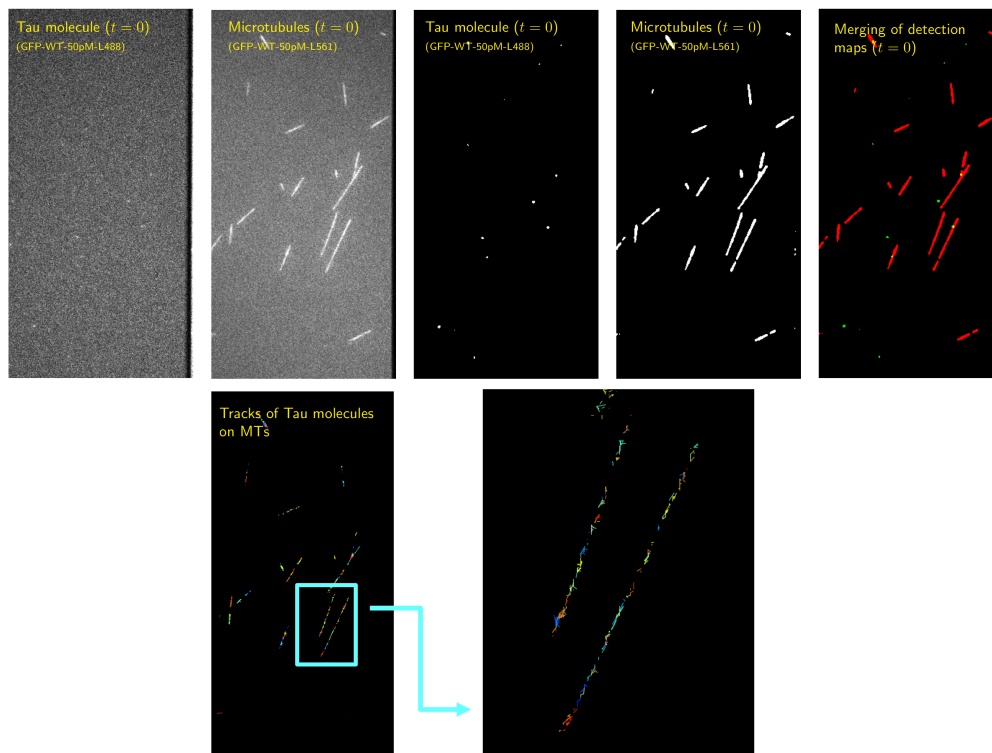 Tau molecule (t = 0)
(GFP-WT-50pM-L488)
Microtubules (t = 0)
(GFP-WT-50pM-L561)
Tau molecule (t = 0)
(GFP-WT-50pM-L488)
Microtubules (t = 0)
(GFP-WT-50pM-L561)
Merging of detection
maps (t = 0)
Tracks of Tau molecules
on MTs